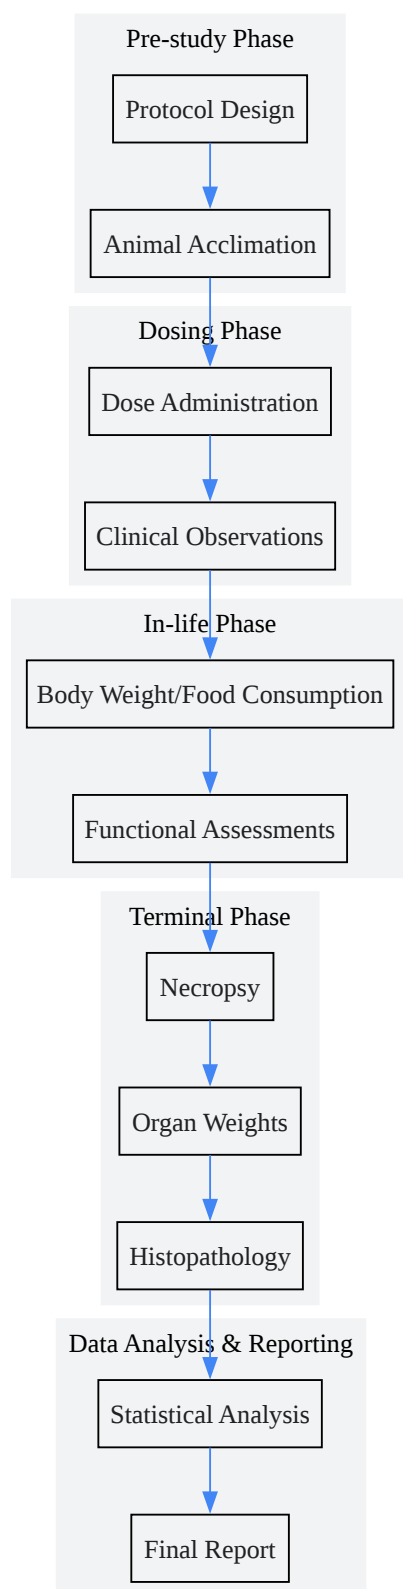 Pre-study Phase
Protocol Design
Animal Acclimation
Dosing Phase
Dose Administration
Clinical Observations
In-life Phase
Body Weight/Food Consumption
Functional Assessments
Terminal Phase
Necropsy
Organ Weights
Histopathology
Data Analysis & Reporting
Statistical Analysis
Final Report